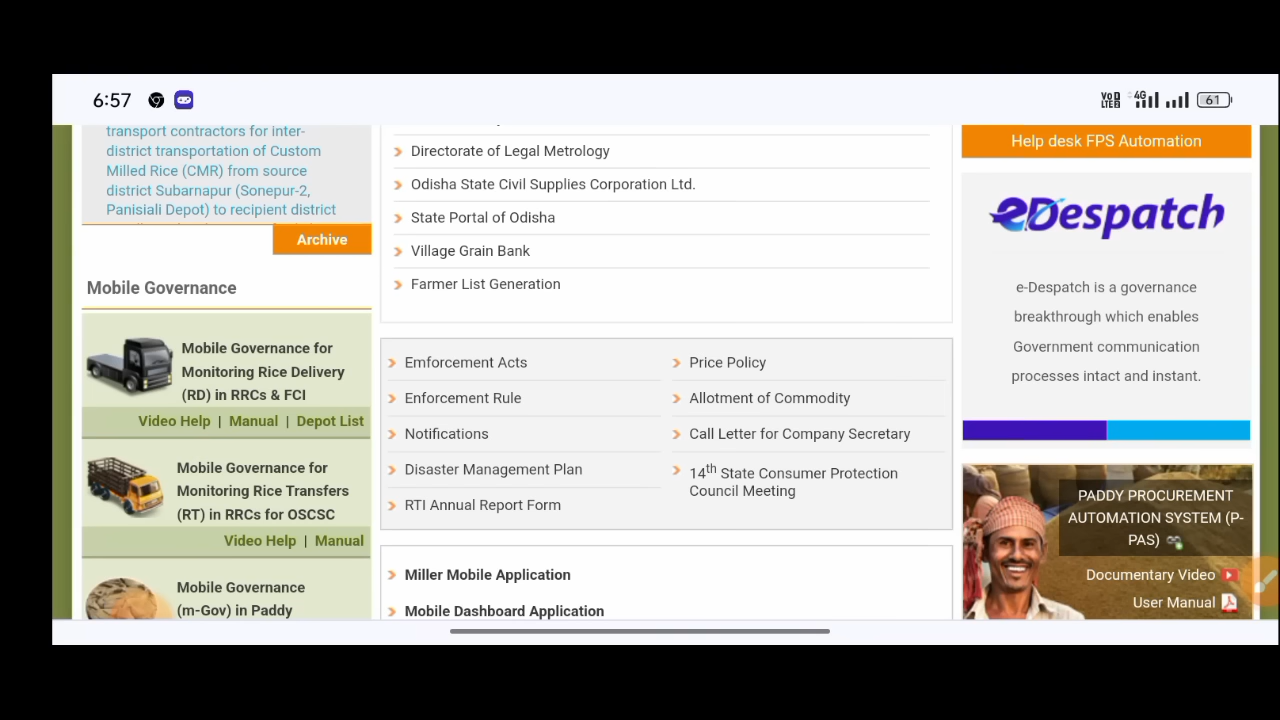 6:57
VoD LTE2 4G 61
transport contractors for inter-
district transportation of Custom
Milled Rice (CMR) from source
district Subarnapur (Sonepur-2,
Panisiali Depot) to recipient district
Archive
Mobile Governance
Mobile Governance for
Monitoring Rice Delivery
(RD) in RRCs & FCI
Video Help | Manual | Depot List
Mobile Governance for
Monitoring Rice Transfers
(RT) in RRCs for OSCSC
Video Help | Manual
Mobile Governance
(m-Gov) in Paddy
Directorate of Legal Metrology
Odisha State Civil Supplies Corporation Ltd.
State Portal of Odisha
Village Grain Bank
Farmer List Generation
Emforcement Acts
Enforcement Rule
Notifications
Disaster Management Plan
RTI Annual Report Form
Price Policy
Allotment of Commodity
Call Letter for Company Secretary
14th State Consumer Protection
Council Meeting
Miller Mobile Application
Mobile Dashboard Application
Help desk FPS Automation
eDespatch
e-Despatch is a governance
breakthrough which enables
Government communication
processes intact and instant.
PADDY PROCUREMENT
AUTOMATION SYSTEM (P-
PAS)
Documentary Video
User Manual